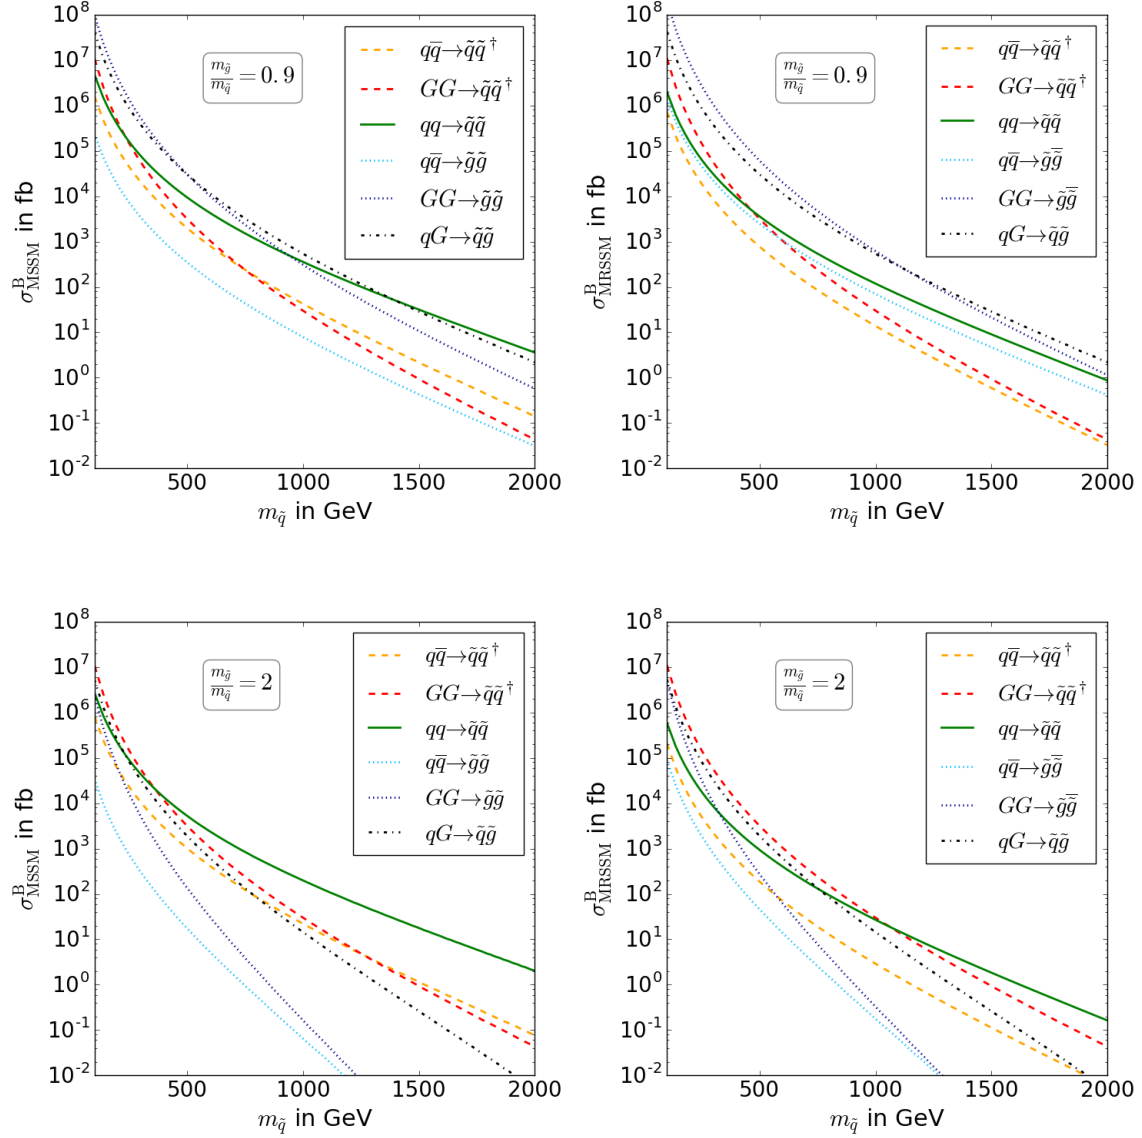 σ^B_MSSM in fb
10^8
10^7
10^6
10^5
10^4
10^3
10^2
10^1
10^0
10^-1
10^-2
m_g̃/m_q̃ = 0.9
qq̅→q̃q̃^†
GG→q̃q̃^†
qq→q̃q̃
qq̅→g̃g̃
GG→g̃g̃
qG→q̃g̃
500 1000 1500 2000
m_q̃ in GeV
σ^B_MRSSM in fb
10^8
10^7
10^6
10^5
10^4
10^3
10^2
10^1
10^0
10^-1
10^-2
m_g̃/m_q̃ = 0.9
qq̅→q̃q̃^†
GG→q̃q̃^†
qq→q̃q̃
qq̅→g̃g̃̅
GG→g̃g̃̅
qG→q̃g̃
500 1000 1500 2000
m_q̃ in GeV
σ^B_MSSM in fb
10^8
10^7
10^6
10^5
10^4
10^3
10^2
10^1
10^0
10^-1
10^-2
m_g̃/m_q̃ = 2
qq̅→q̃q̃^†
GG→q̃q̃^†
qq→q̃q̃
qq̅→g̃g̃
GG→g̃g̃
qG→q̃g̃
500 1000 1500 2000
m_q̃ in GeV
σ^B_MRSSM in fb
10^8
10^7
10^6
10^5
10^4
10^3
10^2
10^1
10^0
10^-1
10^-2
m_g̃/m_q̃ = 2
qq̅→q̃q̃^†
GG→q̃q̃^†
qq→q̃q̃
qq̅→g̃g̃̅
GG→g̃g̃̅
qG→q̃g̃
500 1000 1500 2000
m_q̃ in GeV